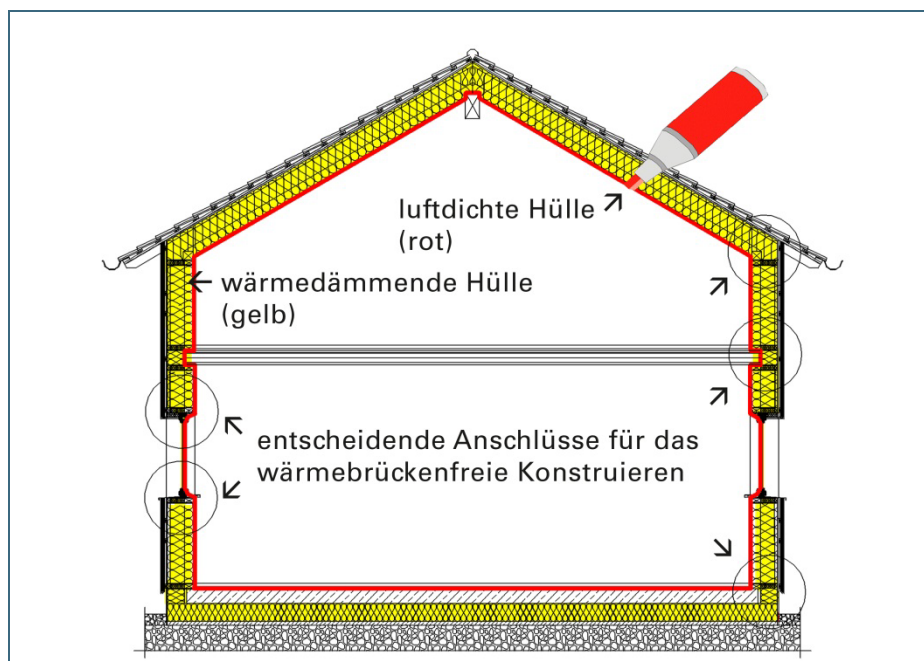 luftdichte Hülle
(rot)
wärmedämmende Hülle
(gelb)
entscheidende Anschlüsse für das
wärmebrückenfreie Konstruieren